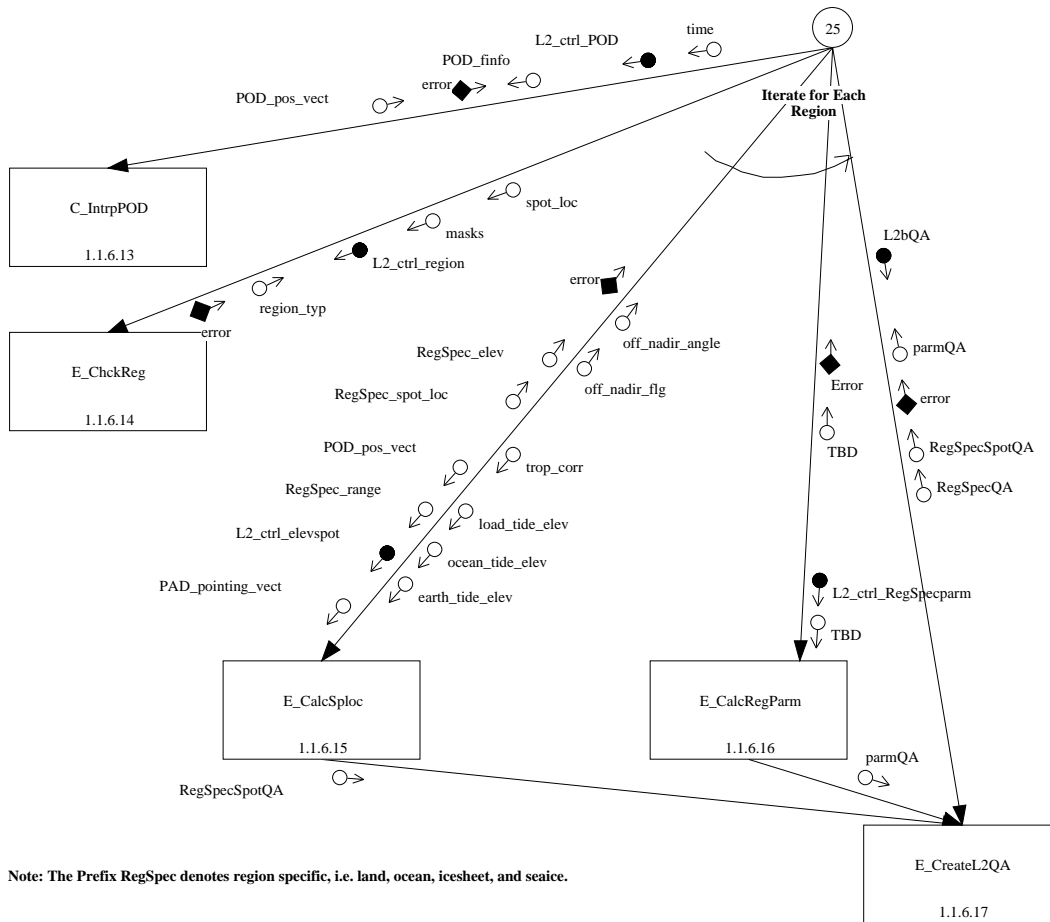 25
time
L2_ctrl_POD
POD_finfo
error
POD_pos_vect
Iterate for Each
Region
C_IntrpPOD
1.1.6.13
spot_loc
masks
L2_ctrl_region
region_typ
error
E_ChckReg
1.1.6.14
error
off_nadir_angle
RegSpec_elev
off_nadir_flg
RegSpec_spot_loc
POD_pos_vect
trop_corr
RegSpec_range
load_tide_elev
L2_ctrl_elevspot
ocean_tide_elev
PAD_pointing_vect
earth_tide_elev
L2bQA
parmQA
Error
error
TBD
RegSpecSpotQA
RegSpecQA
L2_ctrl_RegSpecparm
TBD
E_CalcSploc
1.1.6.15
E_CalcRegParm
1.1.6.16
RegSpecSpotQA
parmQA
E_CreateL2QA
1.1.6.17
Note: The Prefix RegSpec denotes region specific, i.e. land, ocean, icesheet, and seaice.